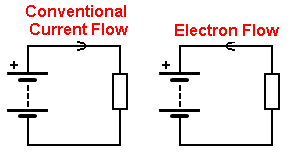 Conventional
Current Flow
Electron Flow
+
+